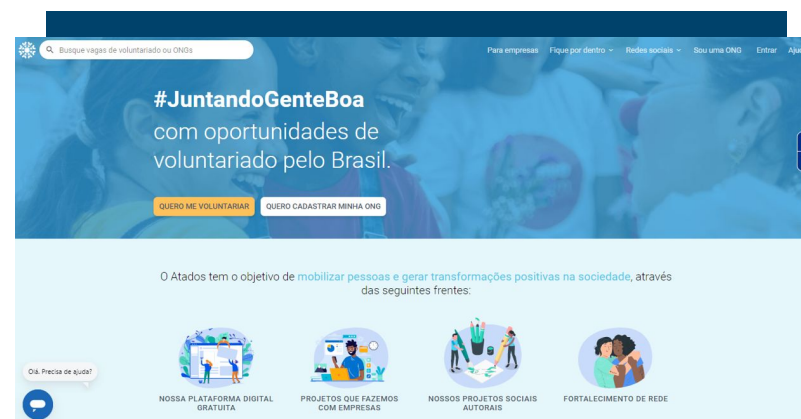 Busque vagas de voluntariado ou ONGs
Para empresas Fique por dentro Redes sociais Sou uma ONG Entrar Aju
#JuntandoGenteBoa
com oportunidades de
voluntariado pelo Brasil.
QUERO ME VOLUNTARIAR QUERO CADASTRAR MINHA ONG
O Atados tem o objetivo de mobilizar pessoas e gerar transformações positivas na sociedade, através
das seguintes frentes:
Olá. Precisa de ajuda?
NOSSA PLATAFORMA DIGITAL
GRATUITA
PROJETOS QUE FAZEMOS
COM EMPRESAS
NOSSOS PROJETOS SOCIAIS
AUTORAIS
FORTALECIMENTO DE REDE